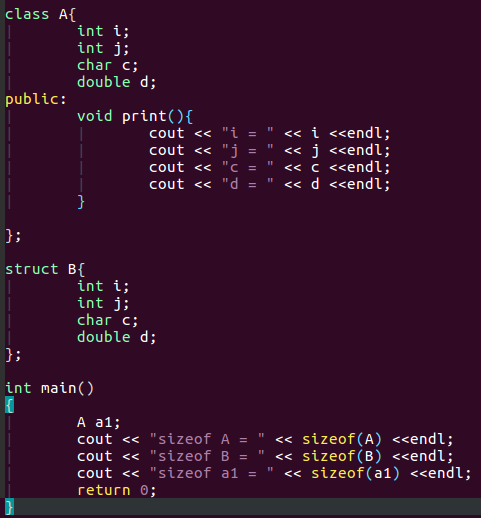 class A{
int i;
int j;
char c;
double d;
public:
void print(){
cout << "i = " << i <<endl;
cout << "j = " << j <<endl;
cout << "c = " << c <<endl;
cout << "d = " << d <<endl;
}
};
struct B{
int i;
int j;
char c;
double d;
};
int main()
{
A a1;
cout << "sizeof A = " << sizeof(A) <<endl;
cout << "sizeof B = " << sizeof(B) <<endl;
cout << "sizeof a1 = " << sizeof(a1) <<endl;
return 0;
}